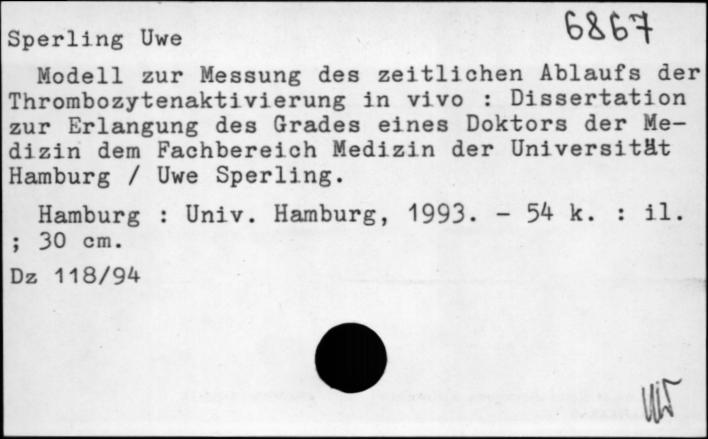 6867
Sperling Uwe
Modell zur Messung des zeitlichen Ablaufs der
Thrombozytenaktivierung in vivo : Dissertation
zur Erlangung des Grades eines Doktors der Me-
dizin dem Fachbereich Medizin der Universität
Hamburg / Uwe Sperling.
Hamburg : Univ. Hamburg, 1993. - 54 k. : il.
; 30 cm.
Dz 118/94